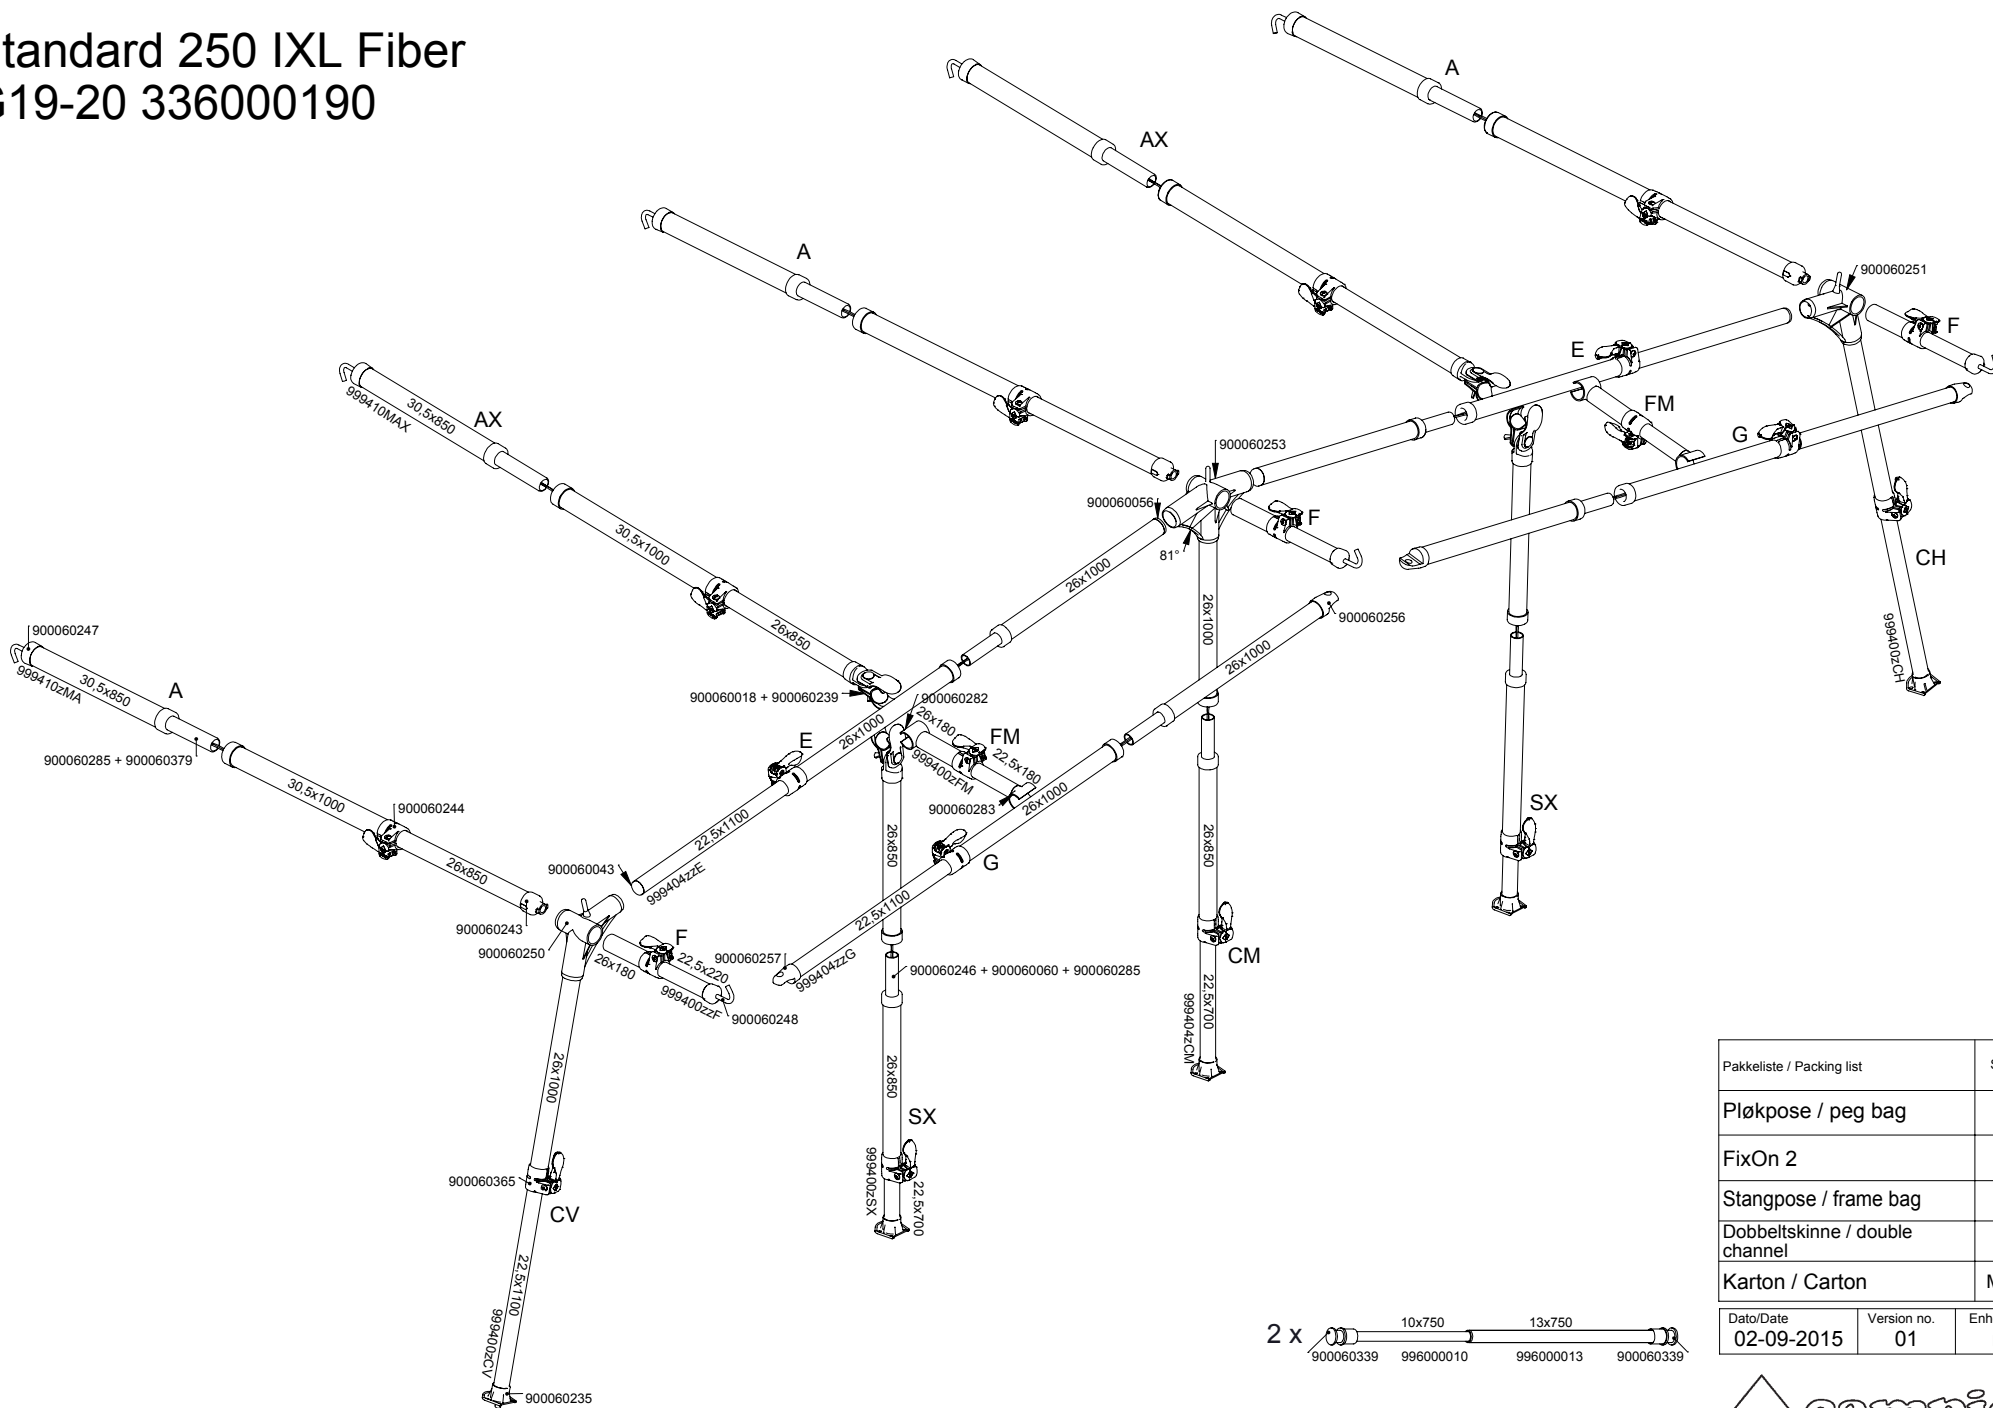 tandard 250 IXL Fiber
G19-20 336000190
A
AX
A
AX
A
900060251
F
E
FM
G
CH
999400zCH
900060253
900060056
81°
F
26x1000
26x1000
900060256
26x1000
999410MAX
30,5x850
30,5x1000
26x850
900060247
999410zMA
30,5x850
900060285 + 900060379
30,5x1000
900060244
26x850
900060243
900060250
900060018 + 900060239
900060282
26x180
FM
999400zFM
22,5x180
900060283
26x1000
26x1000
E
22,5x1100
900060043
999404zzE
F
26x180
22,5x220
999400zzF
900060248
G
22,5x1100
900060257
999404zzG
26x850
900060246 + 900060060 + 900060285
26x850
SX
999400zSX
22,5x700
26x850
CM
22,5x700
999404zCM
SX
26x1000
900060365
CV
22,5x1100
999400zCV
900060235
2 x
10x750
13x750
900060339
996000010
996000013
900060339
Pakkeliste / Packing list
Pløkpose / peg bag
FixOn 2
Stangpose / frame bag
Dobbeltskinne / double
channel
Karton / Carton
Dato/Date
02-09-2015
Version no.
01
Enh